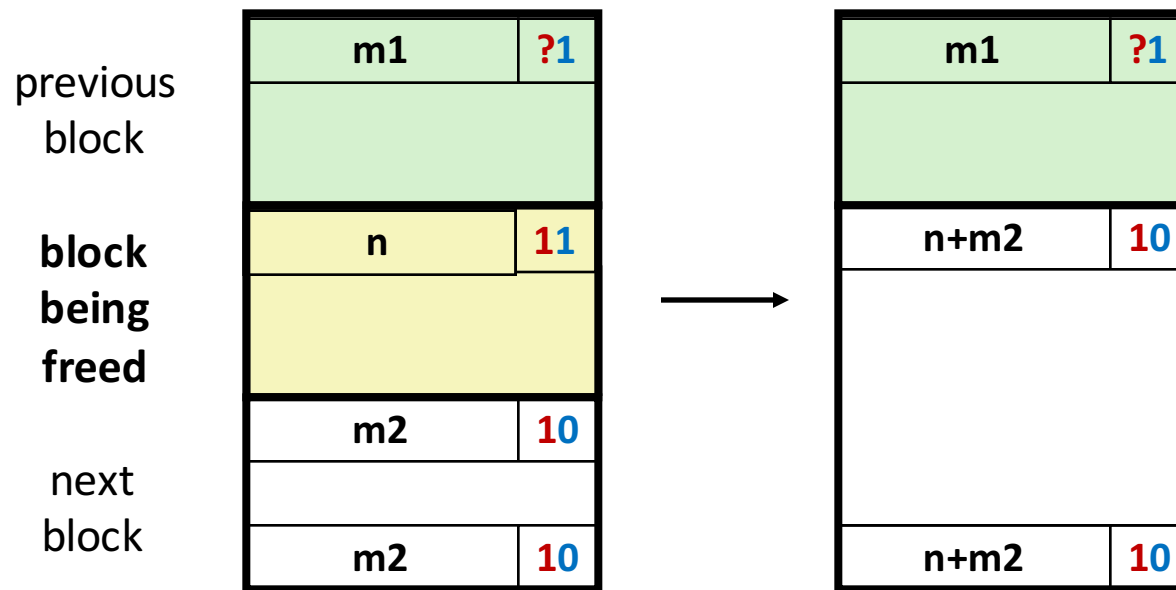 m1 ?1 m1 ?1
previous
block
block
being
freed
n 11 n+m2 10
m2 10
next
block
m2 10 n+m2 10